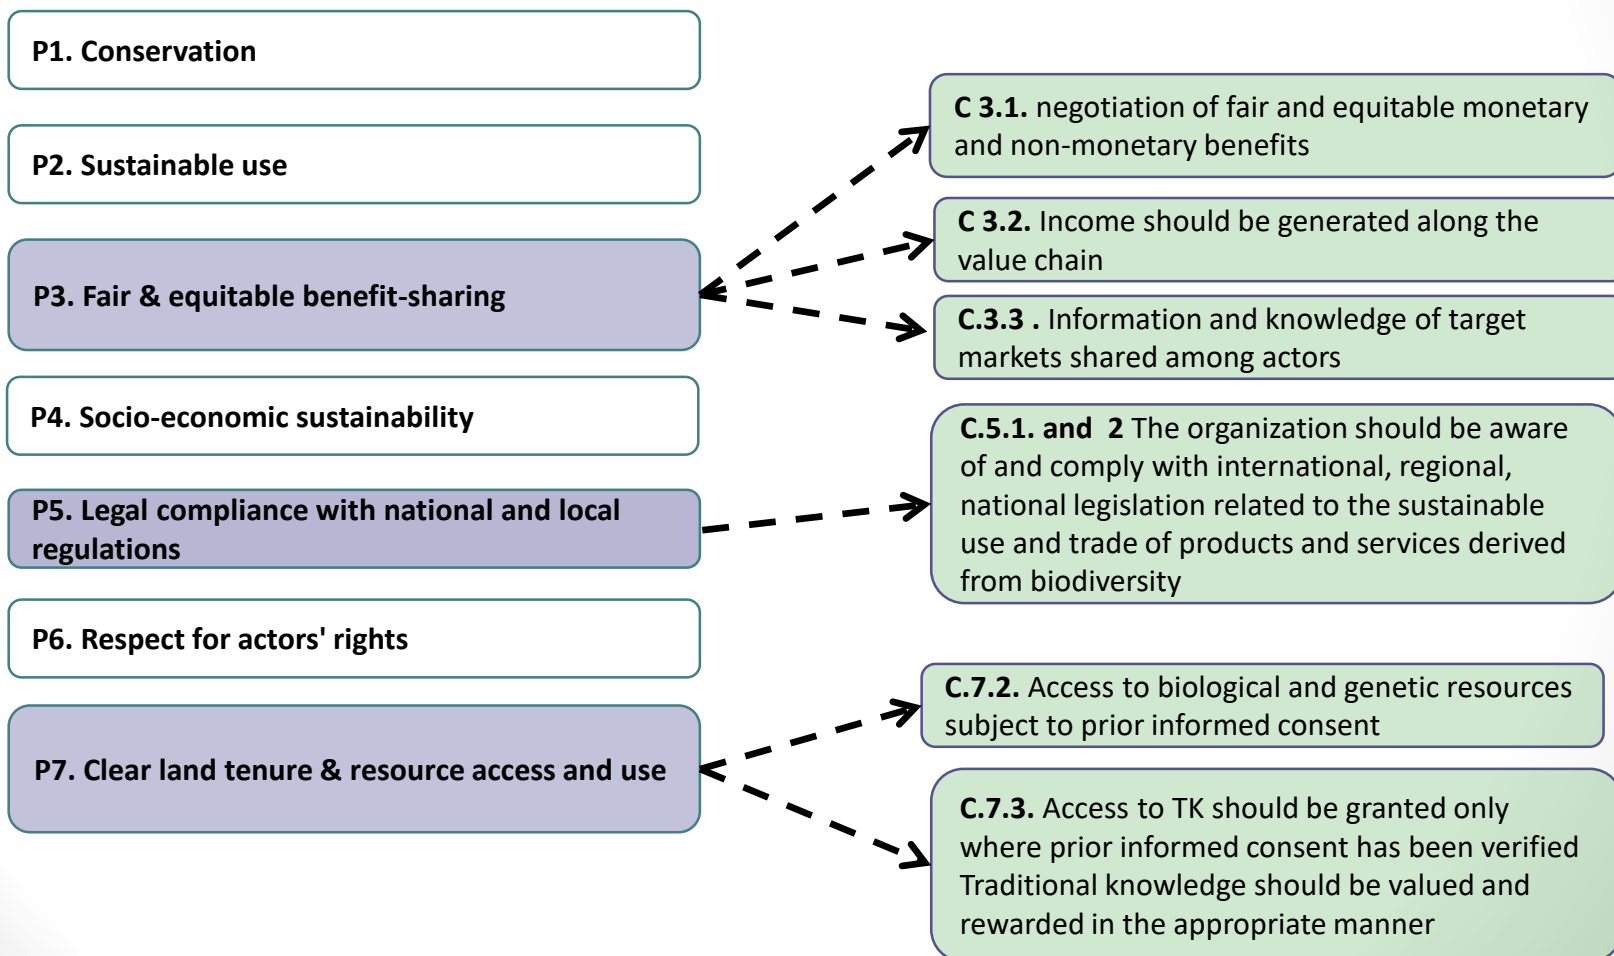 P1. Conservation
P2. Sustainable use
P3. Fair & equitable benefit-sharing
P4. Socio-economic sustainability
P5. Legal compliance with national and local
regulations
P6. Respect for actors' rights
P7. Clear land tenure & resource access and use
C 3.1. negotiation of fair and equitable monetary
and non-monetary benefits
C 3.2. Income should be generated along the
value chain
C.3.3 . Information and knowledge of target
markets shared among actors
C.5.1. and  2 The organization should be aware
of and comply with international, regional,
national legislation related to the sustainable
use and trade of products and services derived
from biodiversity
C.7.2. Access to biological and genetic resources
subject to prior informed consent
C.7.3. Access to TK should be granted only
where prior informed consent has been verified
Traditional knowledge should be valued and
rewarded in the appropriate manner